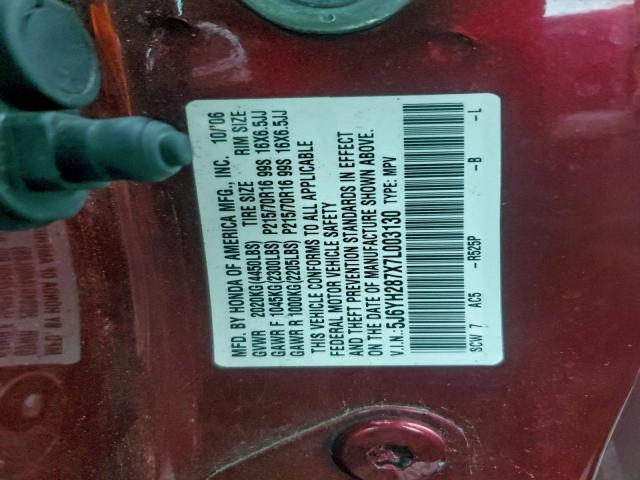 MFD. BY HONDA OF AMERICA MFG., INC. 10/'06
GVWR 2020KG(4450LBS) TIRE SIZE RIM SIZE
GAWR F 1045KG(2300LBS) P215/70R16 99S 16X6.5JJ
GAWR R 1000KG(2205LBS) P215/70R16 99S 16X6.5JJ
THIS VEHICLE CONFORMS TO ALL APPLICABLE
FEDERAL MOTOR VEHICLE SAFETY
AND THEFT PREVENTION STANDARDS IN EFFECT
ON THE DATE OF MANUFACTURE SHOWN ABOVE.
V.I.N.: 5J6YH287X7L003130 TYPE: MPV
SCW 7 AC5 -R525P -B -L